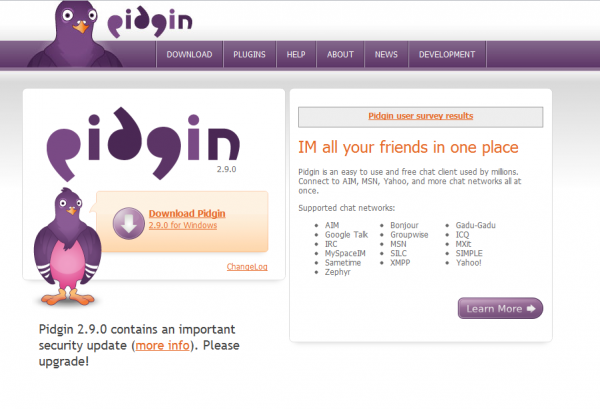 pidgin
DOWNLOAD PLUGINS HELP ABOUT NEWS DEVELOPMENT
pidgin
2.9.0
Download Pidgin
2.9.0 for Windows
ChangeLog
Pidgin 2.9.0 contains an important
security update (more info). Please
upgrade!
Pidgin user survey results
IM all your friends in one place
Pidgin is an easy to use and free chat client used by millions.
Connect to AIM, MSN, Yahoo, and more chat networks all at
once.
Supported chat networks:
• AIM
• Google Talk
• IRC
• MySpaceIM
• Sametime
• Zephyr
• Bonjour
• Groupwise
• MSN
• SILC
• XMPP
• Gadu-Gadu
• ICQ
• MXit
• SIMPLE
• Yahoo!
Learn More